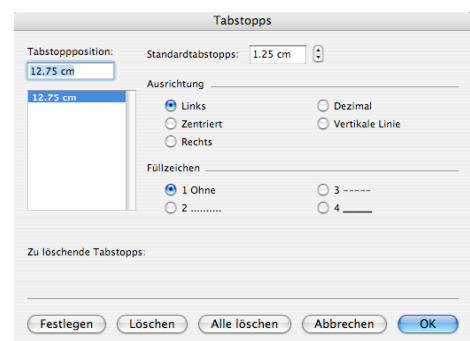 Tabstopps
Tabstoppposition:
Standardtabstopps: 1.25 cm
12.75 cm
12.75 cm
Ausrichtung
Links
Dezimal
Zentriert
Vertikale Linie
Rechts
Füllzeichen
1 Ohne
3 -----
2 ..........
4 _____
Zu löschende Tabstopps:
Festlegen Löschen Alle löschen Abbrechen OK